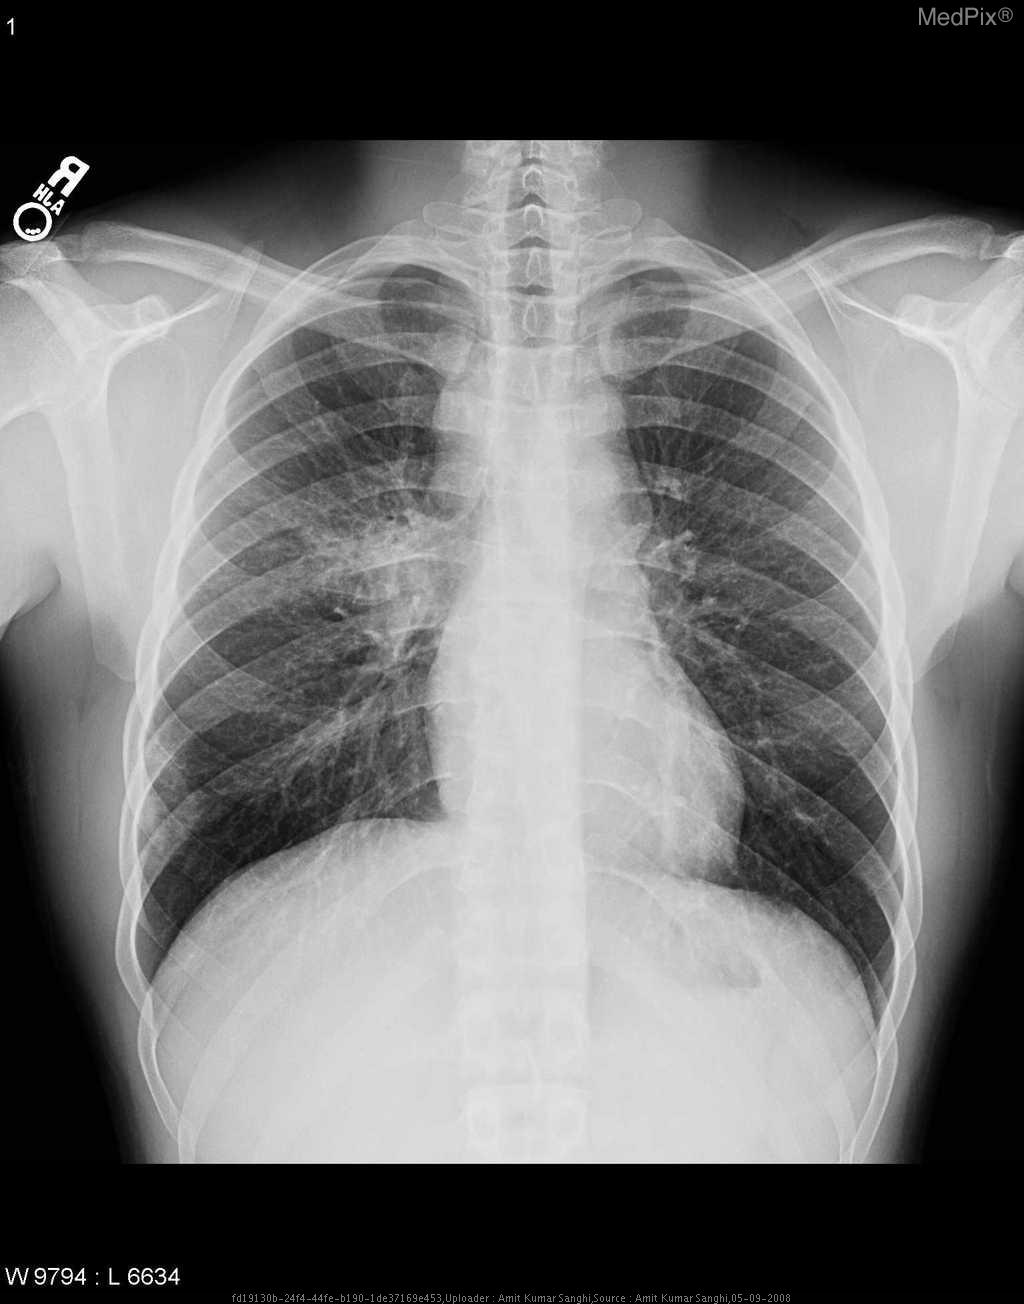 MedPix®
1
R
HLA
W 9794 : L 6634
fd19130b-24f4-44fe-b190-1de37169e453,Uploader : Amit Kumar Sanghi,Source : Amit Kumar Sanghi,05-09-2008